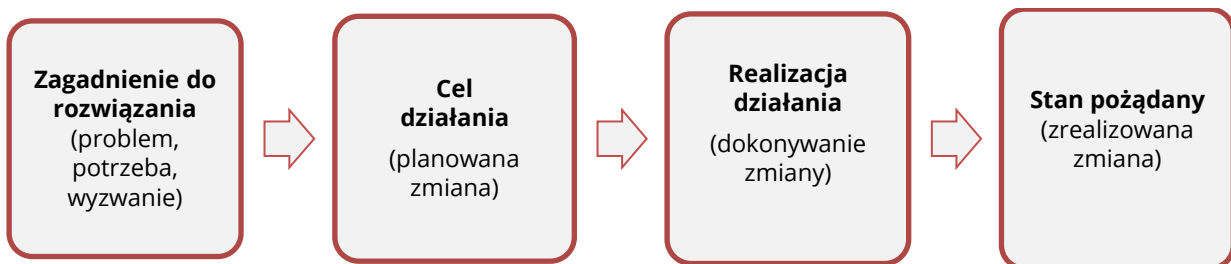 Zagadnienie do
rozwiązania
(problem,
potrzeba,
wyzwanie)
Cel
działania
(planowana
zmiana)
Realizacja
działania
(dokonywanie
zmiany)
Stan pożądany
(zrealizowana
zmiana)